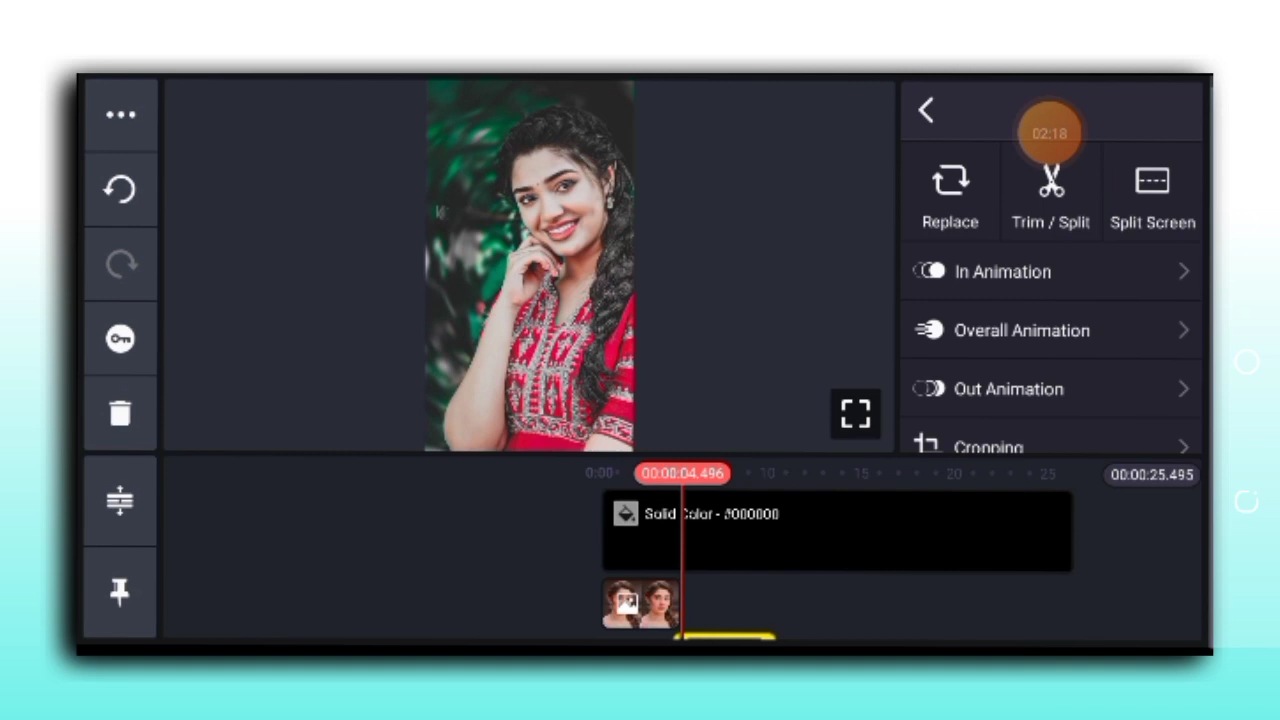 02:18
Replace
Trim / Split
Split Screen
In Animation
Overall Animation
Out Animation
Cropping
0:00
00:00:04.496
10
15
20
25
00:00:25.495
Solid Color - #000000